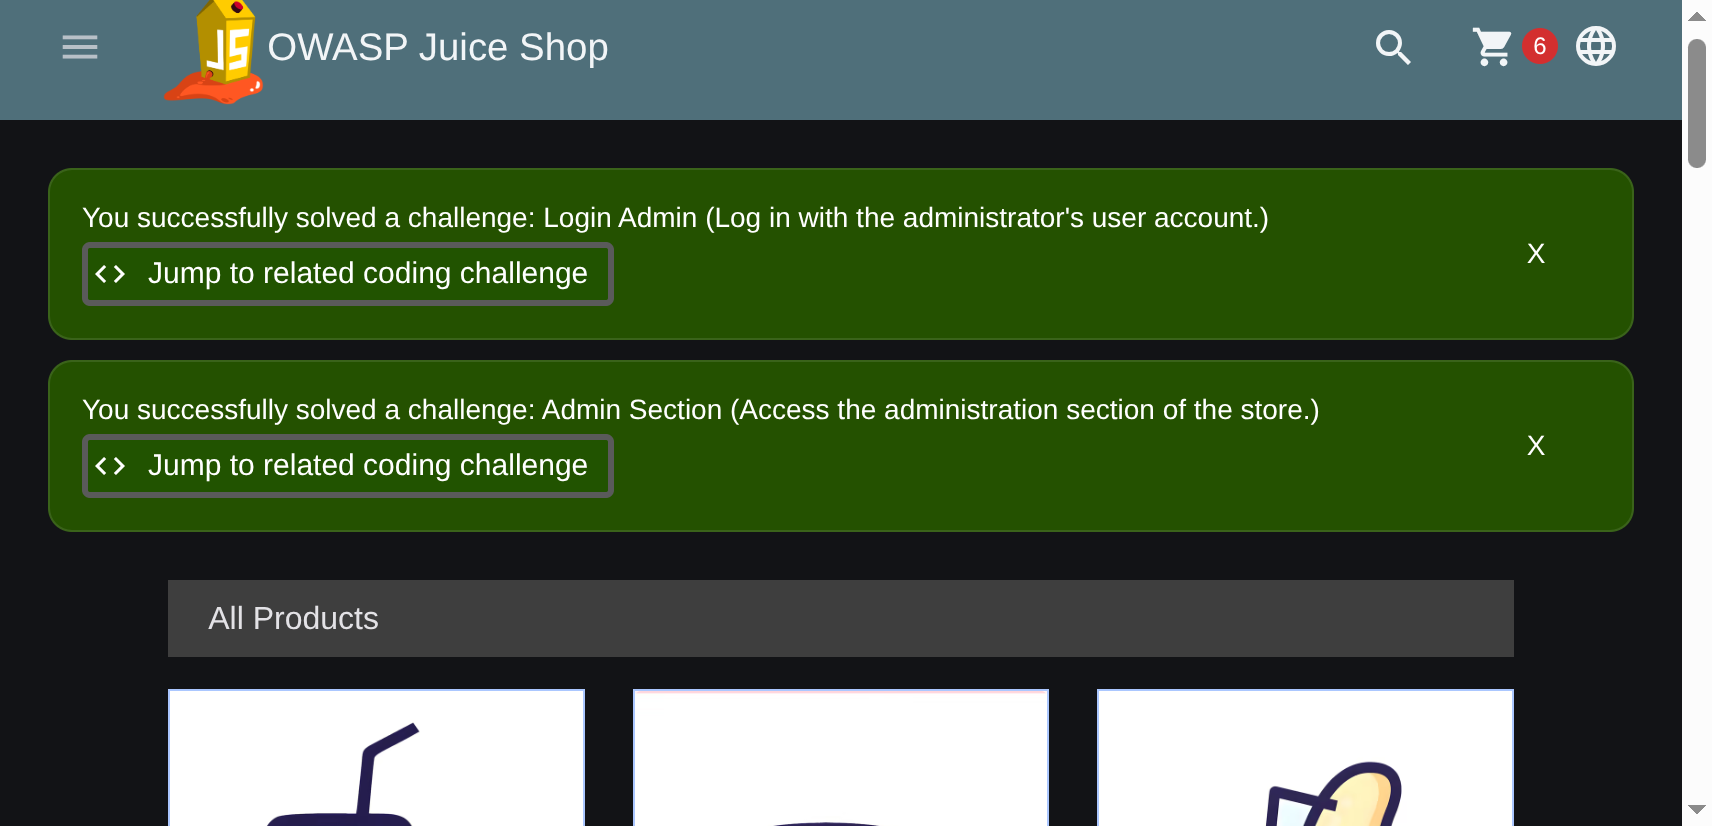 JS
OWASP Juice Shop
6
You successfully solved a challenge: Login Admin (Log in with the administrator's user account.)
<> Jump to related coding challenge
X
You successfully solved a challenge: Admin Section (Access the administration section of the store.)
<> Jump to related coding challenge
X
All Products